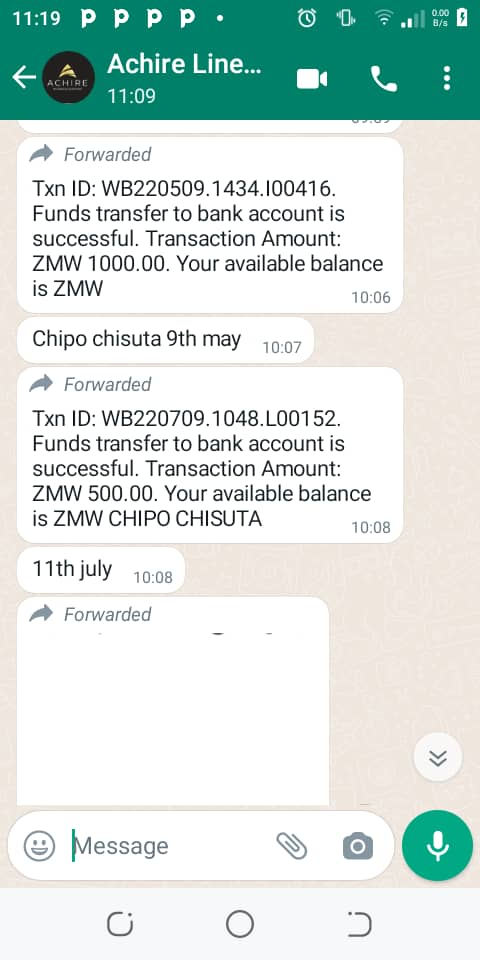 11:19
0.00
B/s
Achire Line...
ACHIRE
11:09
Forwarded
Txn ID: WB220509.1434.I00416.
Funds transfer to bank account is
successful. Transaction Amount:
ZMW 1000.00. Your available balance
is ZMW
10:06
Chipo chisuta 9th may
10:07
Forwarded
Txn ID: WB220709.1048.L00152.
Funds transfer to bank account is
successful. Transaction Amount:
ZMW 500.00. Your available balance
is ZMW CHIPO CHISUTA
10:08
11th july
10:08
Forwarded
Message